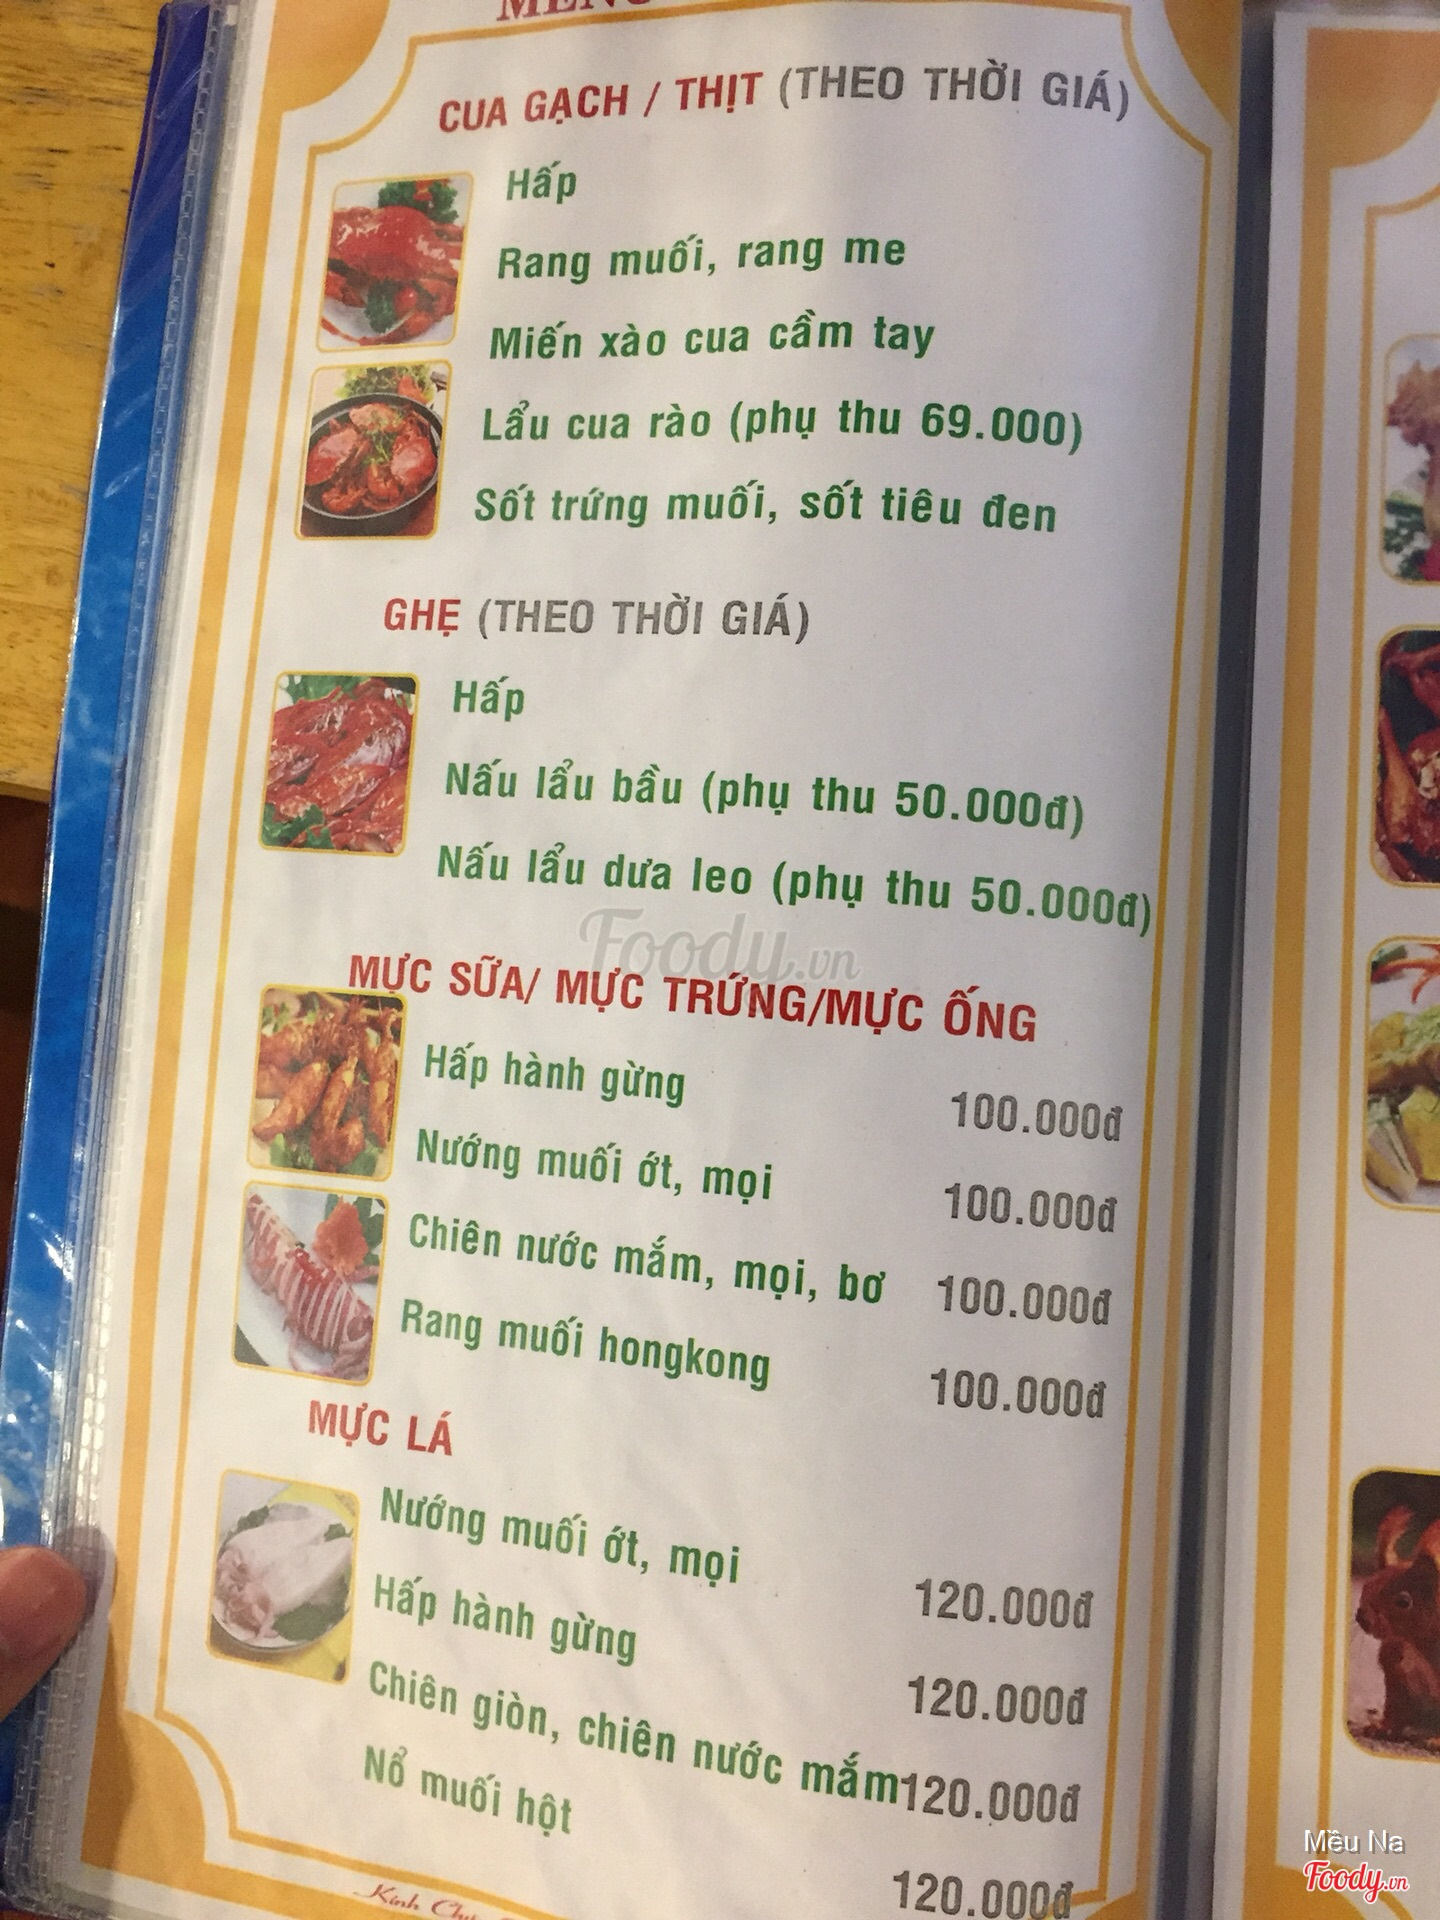 MENU
CUA GẠCH / THỊT (THEO THỜI GIÁ)
Hấp
Rang muối, rang me
Miến xào cua cầm tay
Lẩu cua rào (phụ thu 69.000)
Sốt trứng muối, sốt tiêu đen
GHẸ (THEO THỜI GIÁ)
Hấp
Nấu lẩu bầu (phụ thu 50.000đ)
Nấu lẩu dưa leo (phụ thu 50.000đ)
Foody.vn
MỰC SỮA/ MỰC TRỨNG/MỰC ỐNG
Hấp hành gừng 100.000đ
Nướng muối ớt, mọi 100.000đ
Chiên nước mắm, mọi, bơ 100.000đ
Rang muối hongkong 100.000đ
MỰC LÁ
Nướng muối ớt, mọi 120.000đ
Hấp hành gừng 120.000đ
Chiên giòn, chiên nước mắm 120.000đ
Nổ muối hột 120.000đ
Kính
Mều Na
Foody.vn